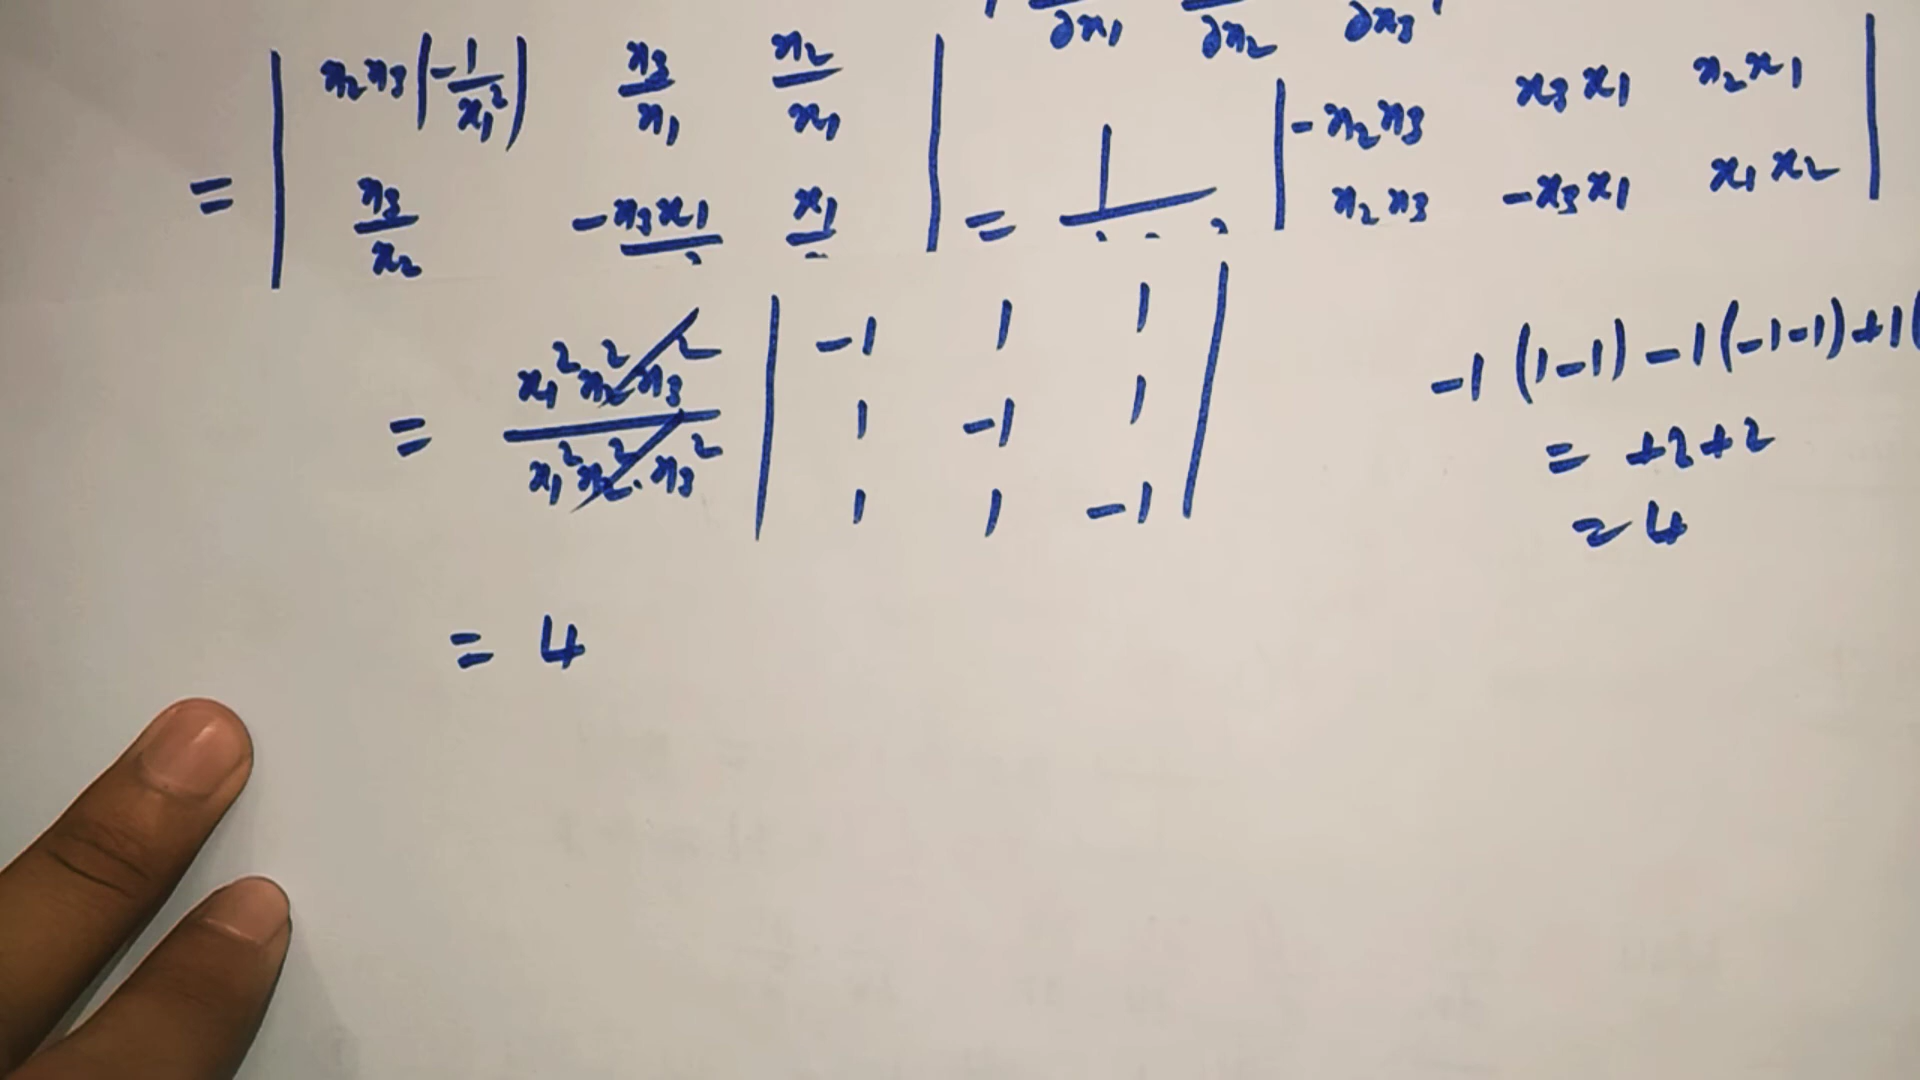 ∂x₁ ∂x₂ ∂x₃
= | x₂x₃(-1/x₁²) x₃/x₁ x₂/x₁ | = 1/ | -x₂x₃ x₃x₁ x₂x₁ |
x₃/x₂ -x₃x₁ x₁ x₂x₃ -x₃x₁ x₁x₂
= x₁²x₂²x₃² / x₁²x₂².x₃² | -1 1 1 |
1 -1 1
1 1 -1
-1 (1-1) -1 (-1-1) +1(
= +2+2
= 4
= 4